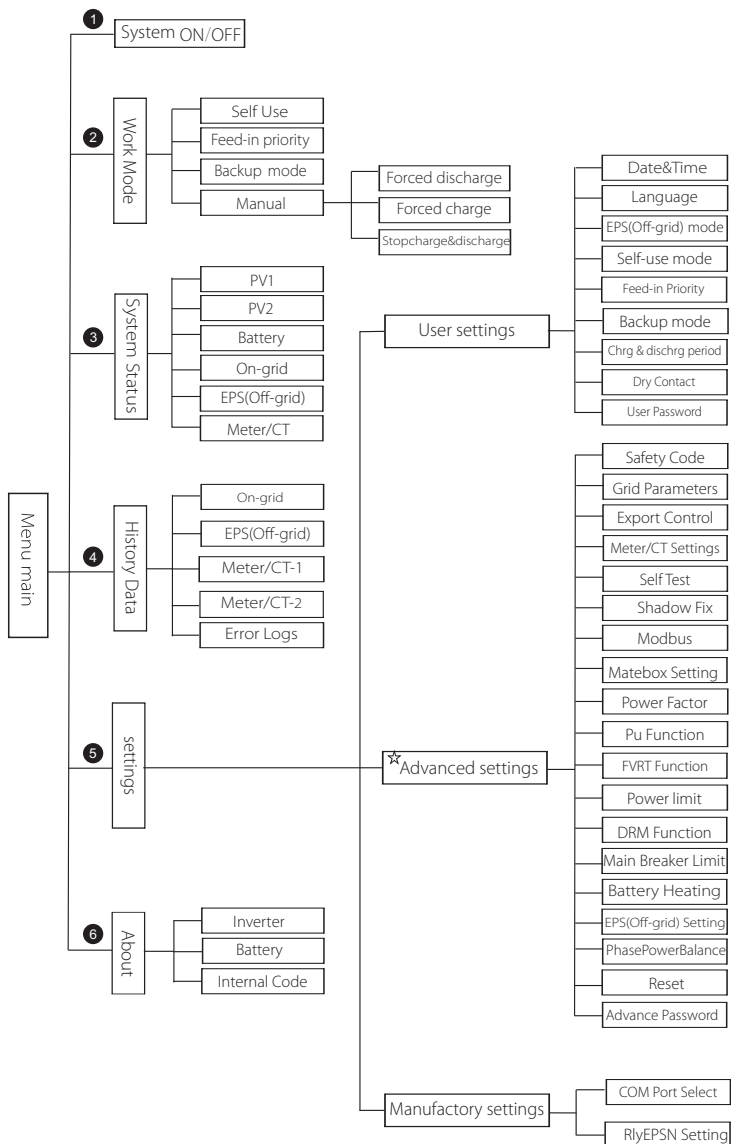 Menu main
❶
System ON/OFF
❷
Work Mode
Self Use
Feed-in priority
Backup mode
Manual
Forced discharge
Forced charge
Stopcharge&discharge
❸
System Status
PV1
PV2
Battery
On-grid
EPS(Off-grid)
Meter/CT
❹
History Data
On-grid
EPS(Off-grid)
Meter/CT-1
Meter/CT-2
Error Logs
❺
settings
User settings
Date&Time
Language
EPS(Off-grid) mode
Self-use mode
Feed-in Priority
Backup mode
Chrg & dischrg period
Dry Contact
User Password
☆Advanced settings
Safety Code
Grid Parameters
Export Control
Meter/CT Settings
Self Test
Shadow Fix
Modbus
Matebox Setting
Power Factor
Pu Function
FVRT Function
Power limit
DRM Function
Main Breaker Limit
Battery Heating
EPS(Off-grid) Setting
PhasePowerBalance
Reset
Advance Password
Manufactory settings
COM Port Select
RlyEPSN Setting
❻
About
Inverter
Battery
Internal Code